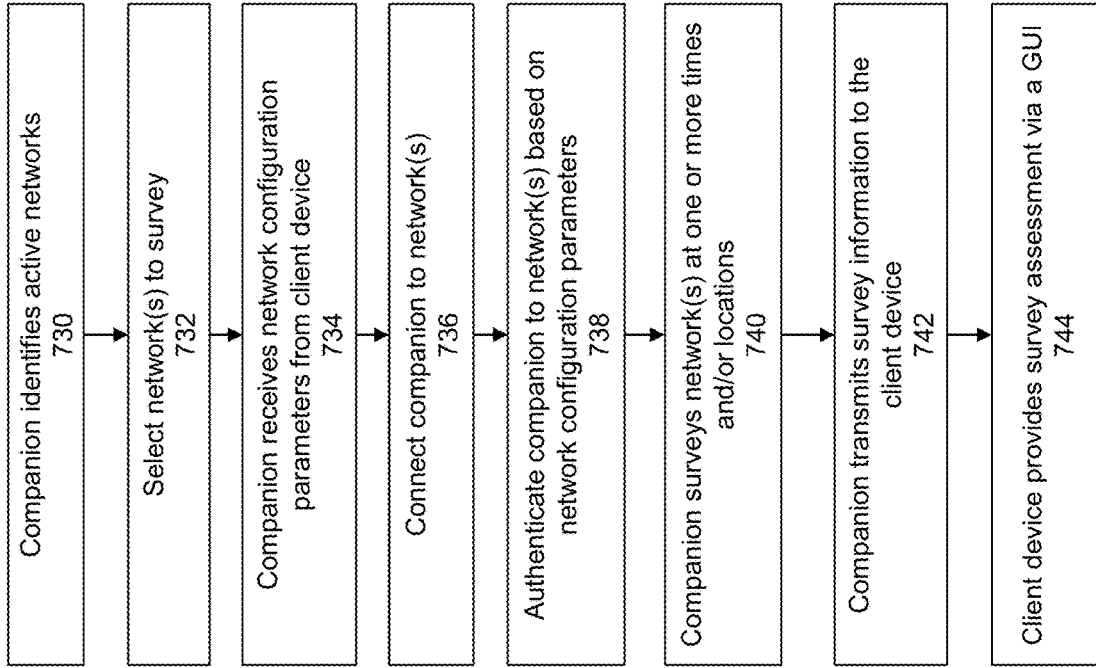 Companion identifies active networks
730
Select network(s) to survey
732
Companion receives network configuration
parameters from client device
734
Connect companion to network(s)
736
Authenticate companion to network(s) based on
network configuration parameters
738
Companion surveys network(s) at one or more times
and/or locations
740
Companion transmits survey information to the
client device
742
Client device provides survey assessment via a GUI
744